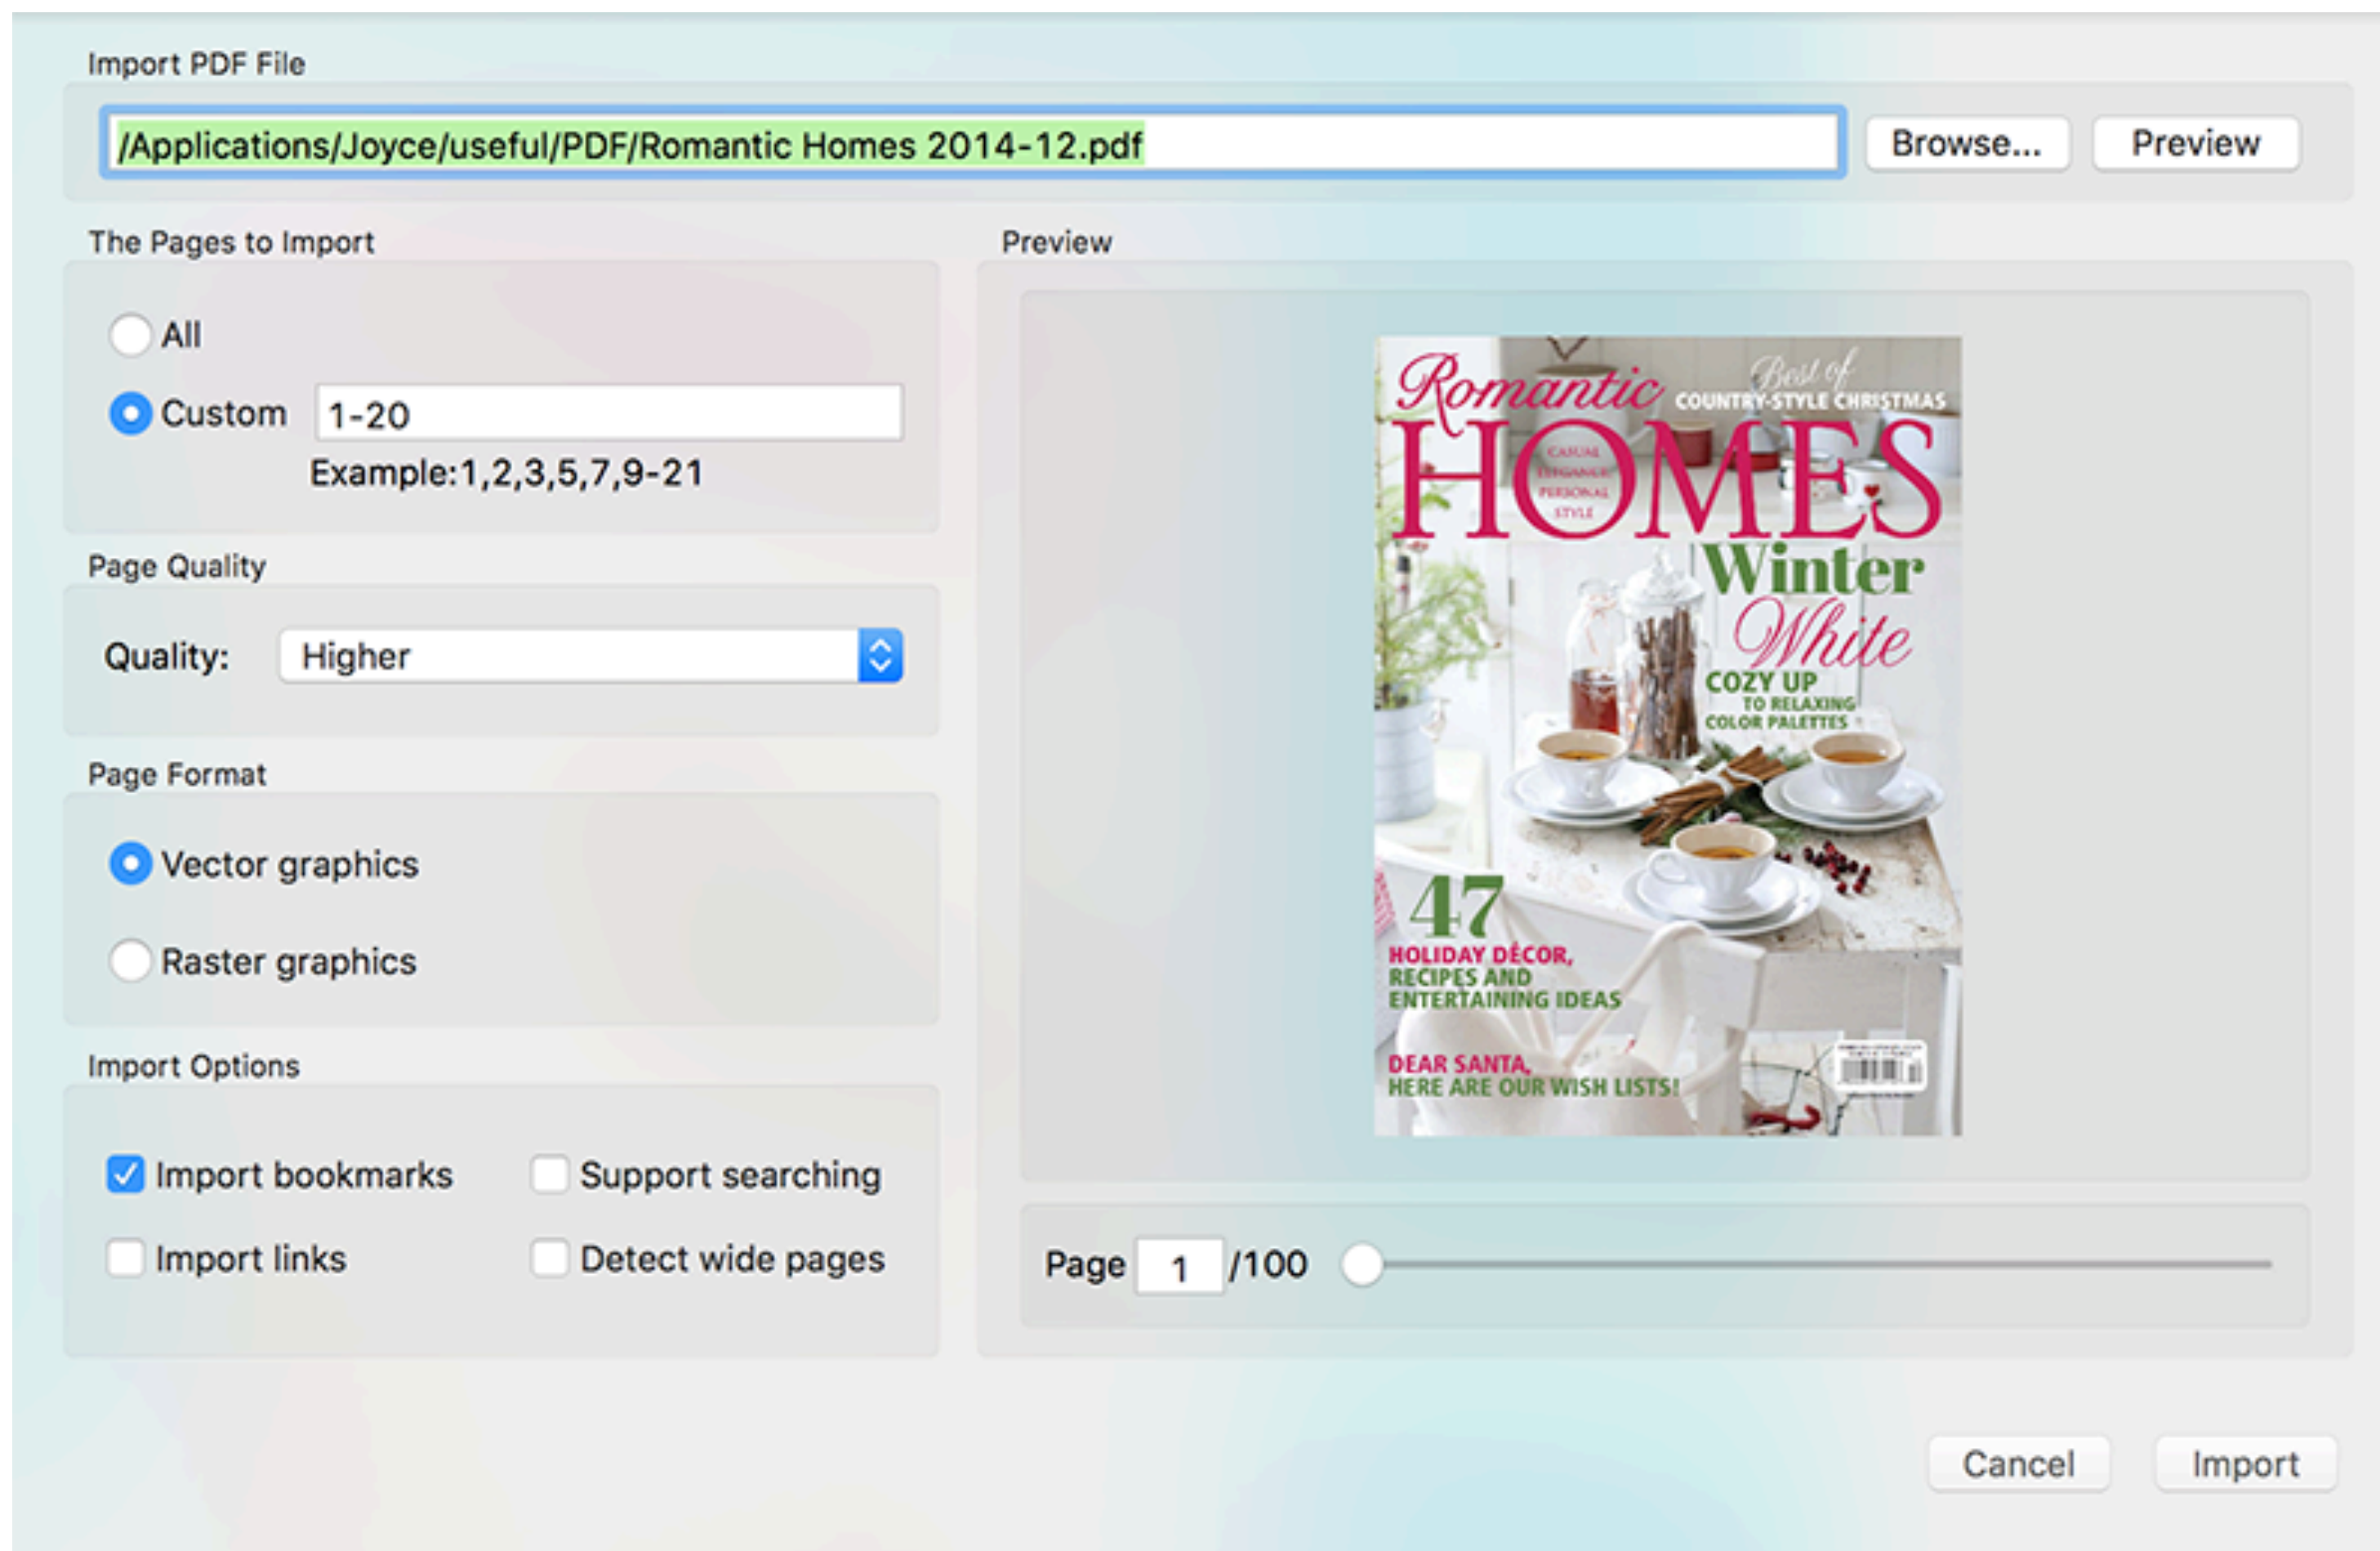 Import PDF File
/Applications/Joyce/useful/PDF/Romantic Homes 2014-12.pdf
Browse...
Preview
The Pages to Import
All
Custom 1-20
Example:1,2,3,5,7,9-21
Page Quality
Quality: Higher
Page Format
Vector graphics
Raster graphics
Import Options
Import bookmarks
Support searching
Import links
Detect wide pages
Preview
Romantic
Best of
COUNTRY-STYLE CHRISTMAS
HOMES
CASUAL
ELEGANCE
PERSONAL
STYLE
Winter
White
COZY UP
TO RELAXING
COLOR PALETTES
47
HOLIDAY DÉCOR,
RECIPES AND
ENTERTAINING IDEAS
DEAR SANTA,
HERE ARE OUR WISH LISTS!
Page 1 /100
Cancel
Import